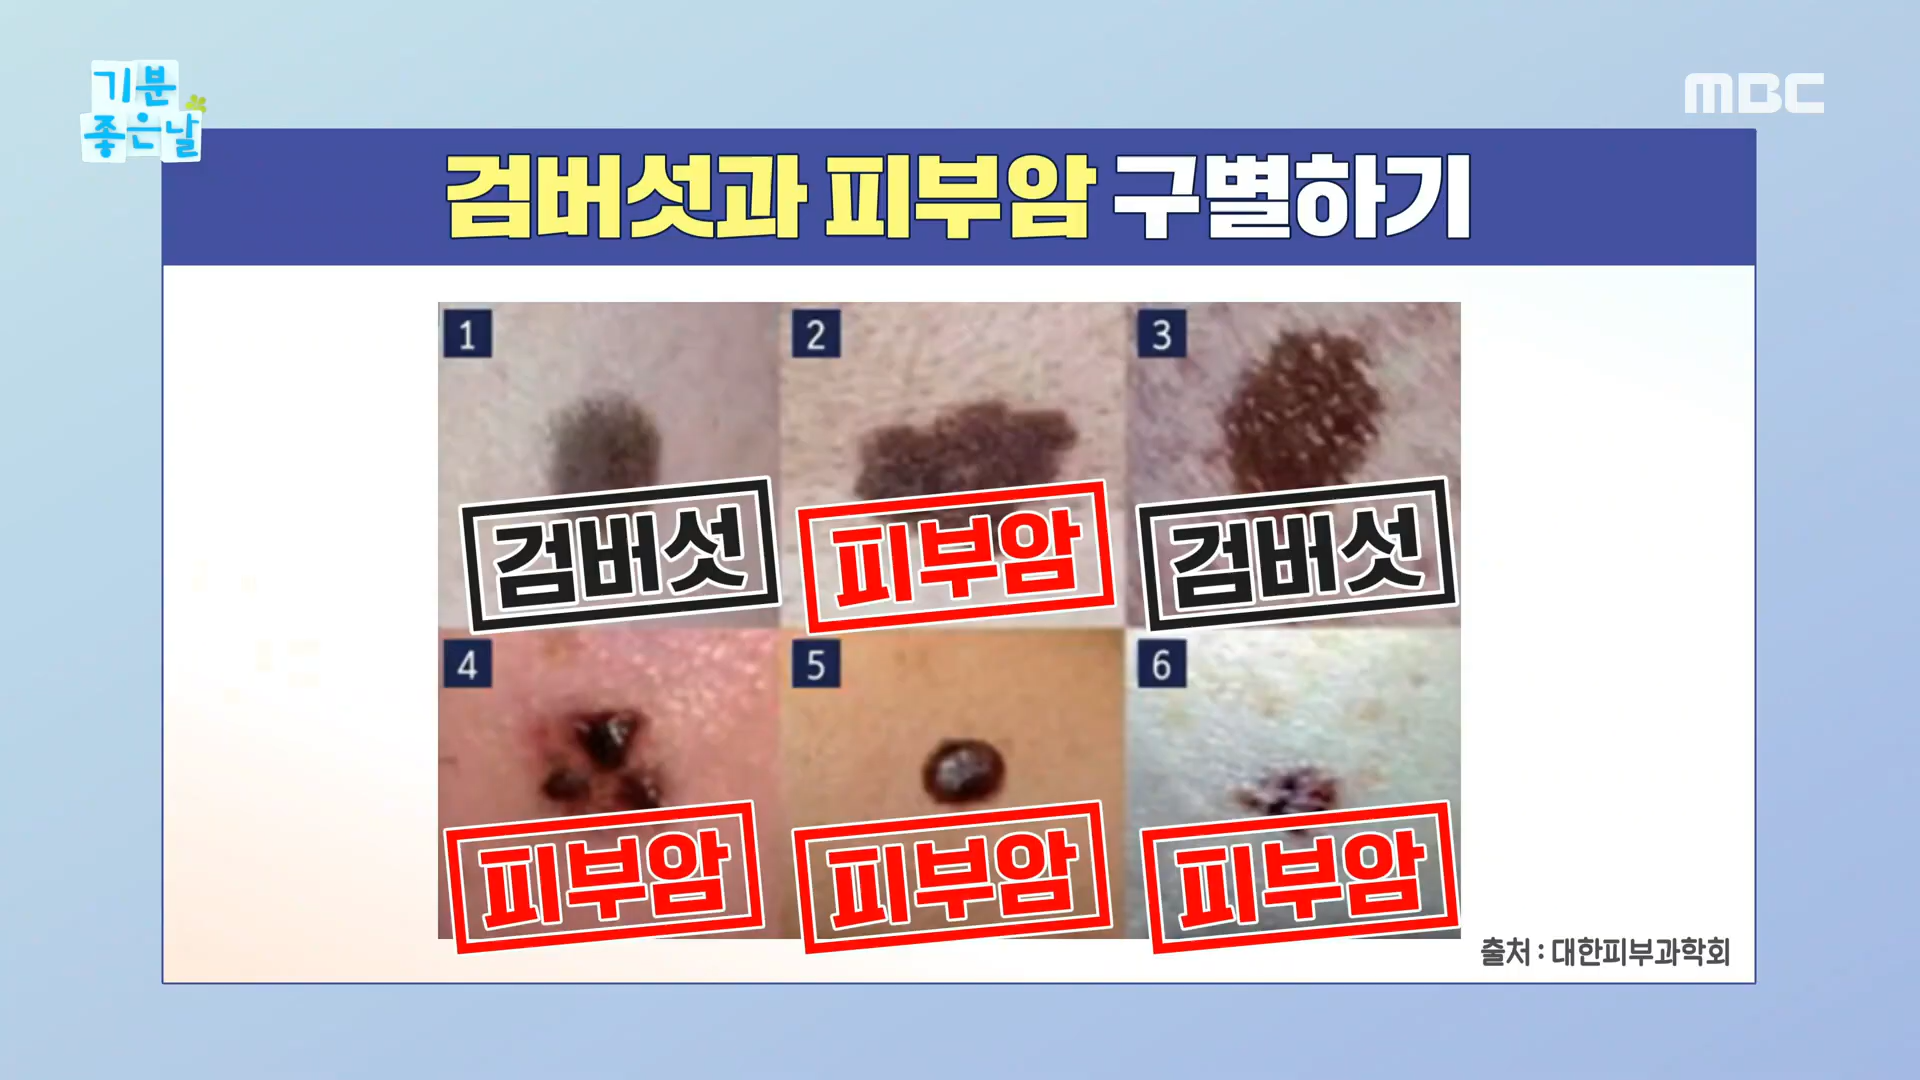 기분
좋은날
MBC
검버섯과 피부암 구별하기
1
2
3
검버섯
피부암
검버섯
4
5
6
피부암
피부암
피부암
출처 : 대한피부과학회